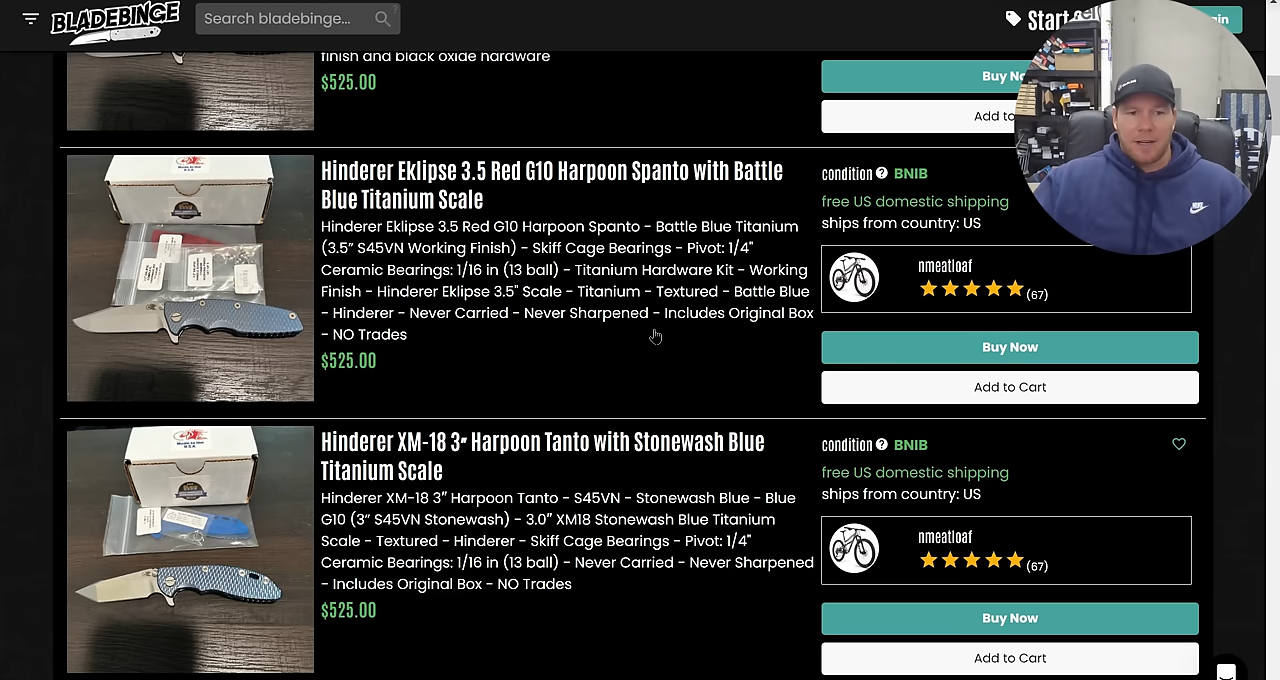 BLADEBINGE
Search bladebinge...
Start
finish and black oxide hardware
$525.00
Buy
Add to
Hinderer Eklipse 3.5 Red G10 Harpoon Spanto with Battle
Blue Titanium Scale
Hinderer Eklipse 3.5 Red G10 Harpoon Spanto - Battle Blue Titanium
(3.5” S45VN Working Finish) - Skiff Cage Bearings - Pivot: 1/4"
Ceramic Bearings: 1/16 in (13 ball) - Titanium Hardware Kit - Working
Finish - Hinderer Eklipse 3.5" Scale - Titanium - Textured - Battle Blue
- Hinderer - Never Carried - Never Sharpened - Includes Original Box
- NO Trades
$525.00
condition ? BNIB
free US domestic shipping
ships from country: US
nmeatloaf
(67)
Buy Now
Add to Cart
Hinderer XM-18 3″ Harpoon Tanto with Stonewash Blue
Titanium Scale
Hinderer XM-18 3″ Harpoon Tanto - S45VN - Stonewash Blue - Blue
G10 (3” S45VN Stonewash) - 3.0″ XM18 Stonewash Blue Titanium
Scale - Textured - Hinderer - Skiff Cage Bearings - Pivot: 1/4"
Ceramic Bearings: 1/16 in (13 ball) - Never Carried - Never Sharpened
- Includes Original Box - NO Trades
$525.00
condition ? BNIB
free US domestic shipping
ships from country: US
nmeatloaf
(67)
Buy Now
Add to Cart